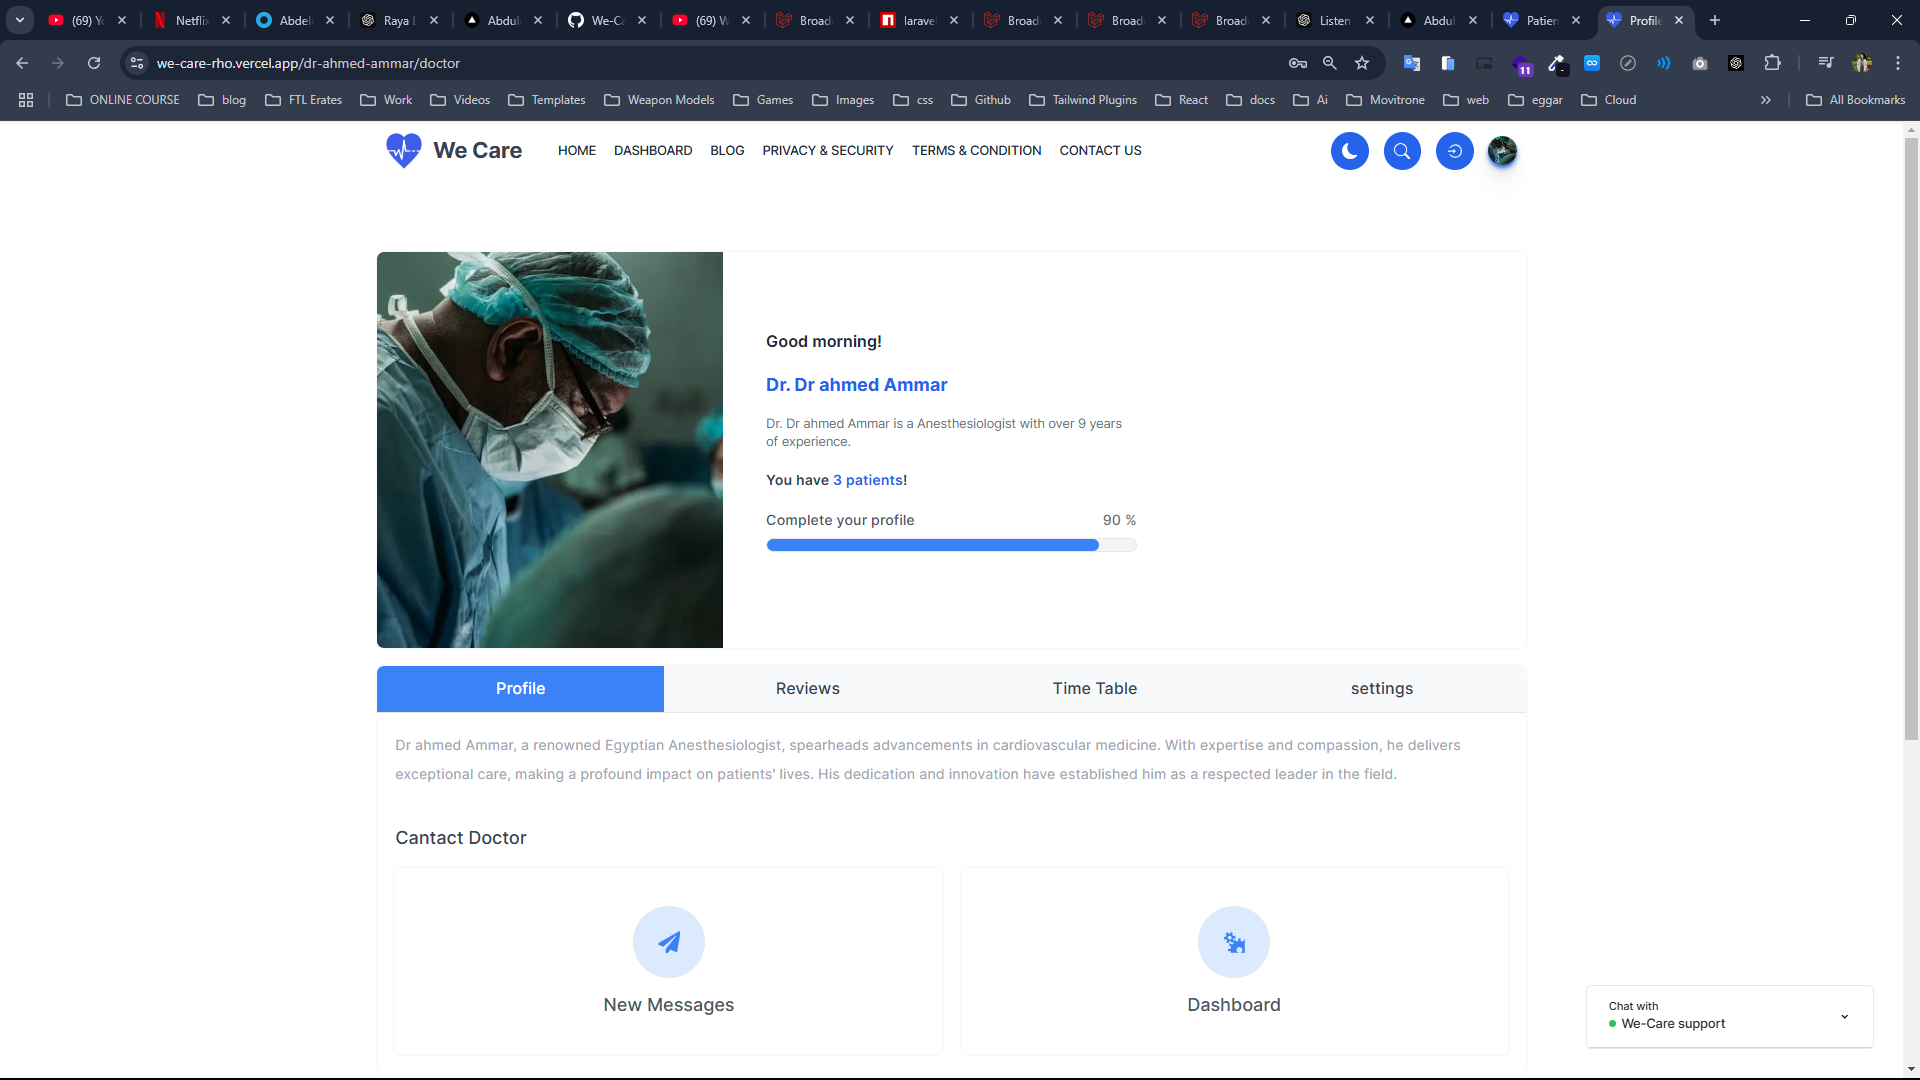 (69) Yo
Netflix
Abdel
Raya L
Abdul
We-Ca
(69) W
Broad
laravel
Broad
Broad
Broad
Listen
Abdul
Patien
Profile
we-care-rho.vercel.app/dr-ahmed-ammar/doctor
11
ONLINE COURSE
blog
FTL Erates
Work
Videos
Templates
Weapon Models
Games
Images
css
Github
Tailwind Plugins
React
docs
Ai
Movitrone
web
eggar
Cloud
All Bookmarks
We Care
HOME
DASHBOARD
BLOG
PRIVACY & SECURITY
TERMS & CONDITION
CONTACT US
Good morning!
Dr. Dr ahmed Ammar
Dr. Dr ahmed Ammar is a Anesthesiologist with over 9 years
of experience.
You have 3 patients!
Complete your profile
90 %
Profile
Reviews
Time Table
settings
Dr ahmed Ammar, a renowned Egyptian Anesthesiologist, spearheads advancements in cardiovascular medicine. With expertise and compassion, he delivers
exceptional care, making a profound impact on patients' lives. His dedication and innovation have established him as a respected leader in the field.
Cantact Doctor
New Messages
Dashboard
Chat with
We-Care support